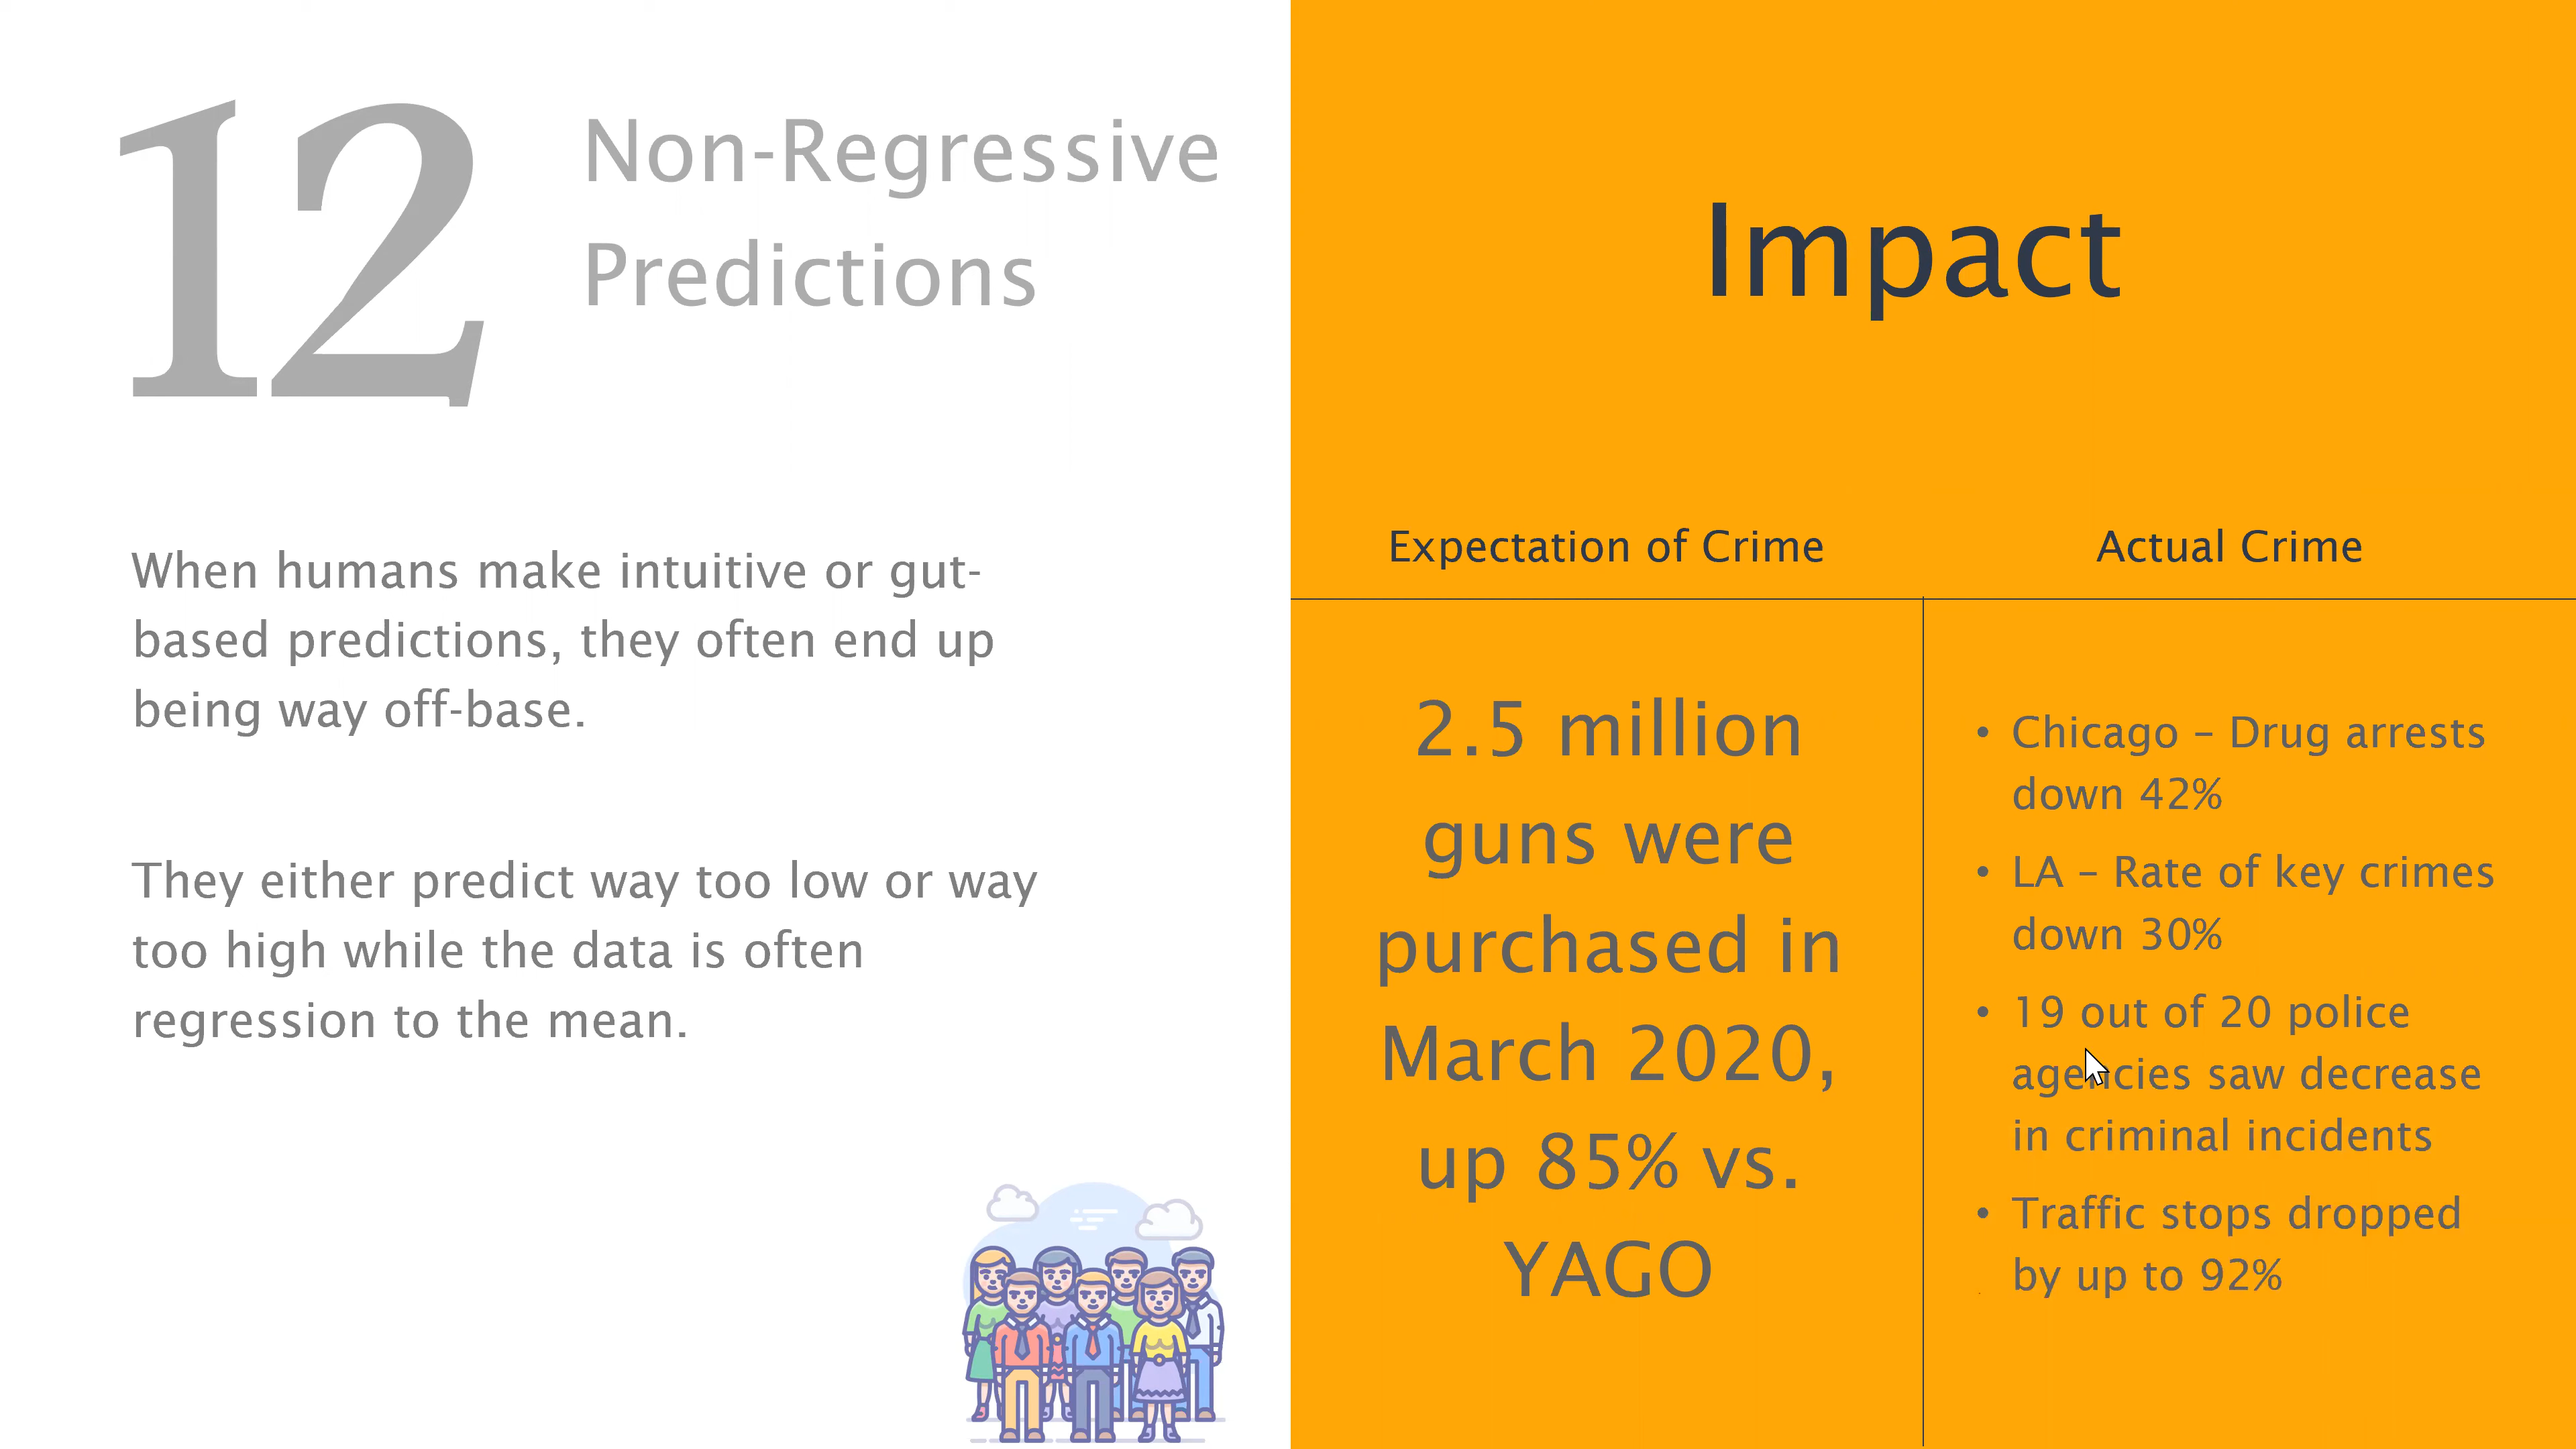 12
Non-Regressive
Predictions
When humans make intuitive or gut-
based predictions, they often end up
being way off-base.
They either predict way too low or way
too high while the data is often
regression to the mean.
Impact
Expectation of Crime
2.5 million
guns were
purchased in
March 2020,
up 85% vs.
YAGO
Actual Crime
• Chicago – Drug arrests
down 42%
• LA – Rate of key crimes
down 30%
• 19 out of 20 police
agencies saw decrease
in criminal incidents
• Traffic stops dropped
by up to 92%